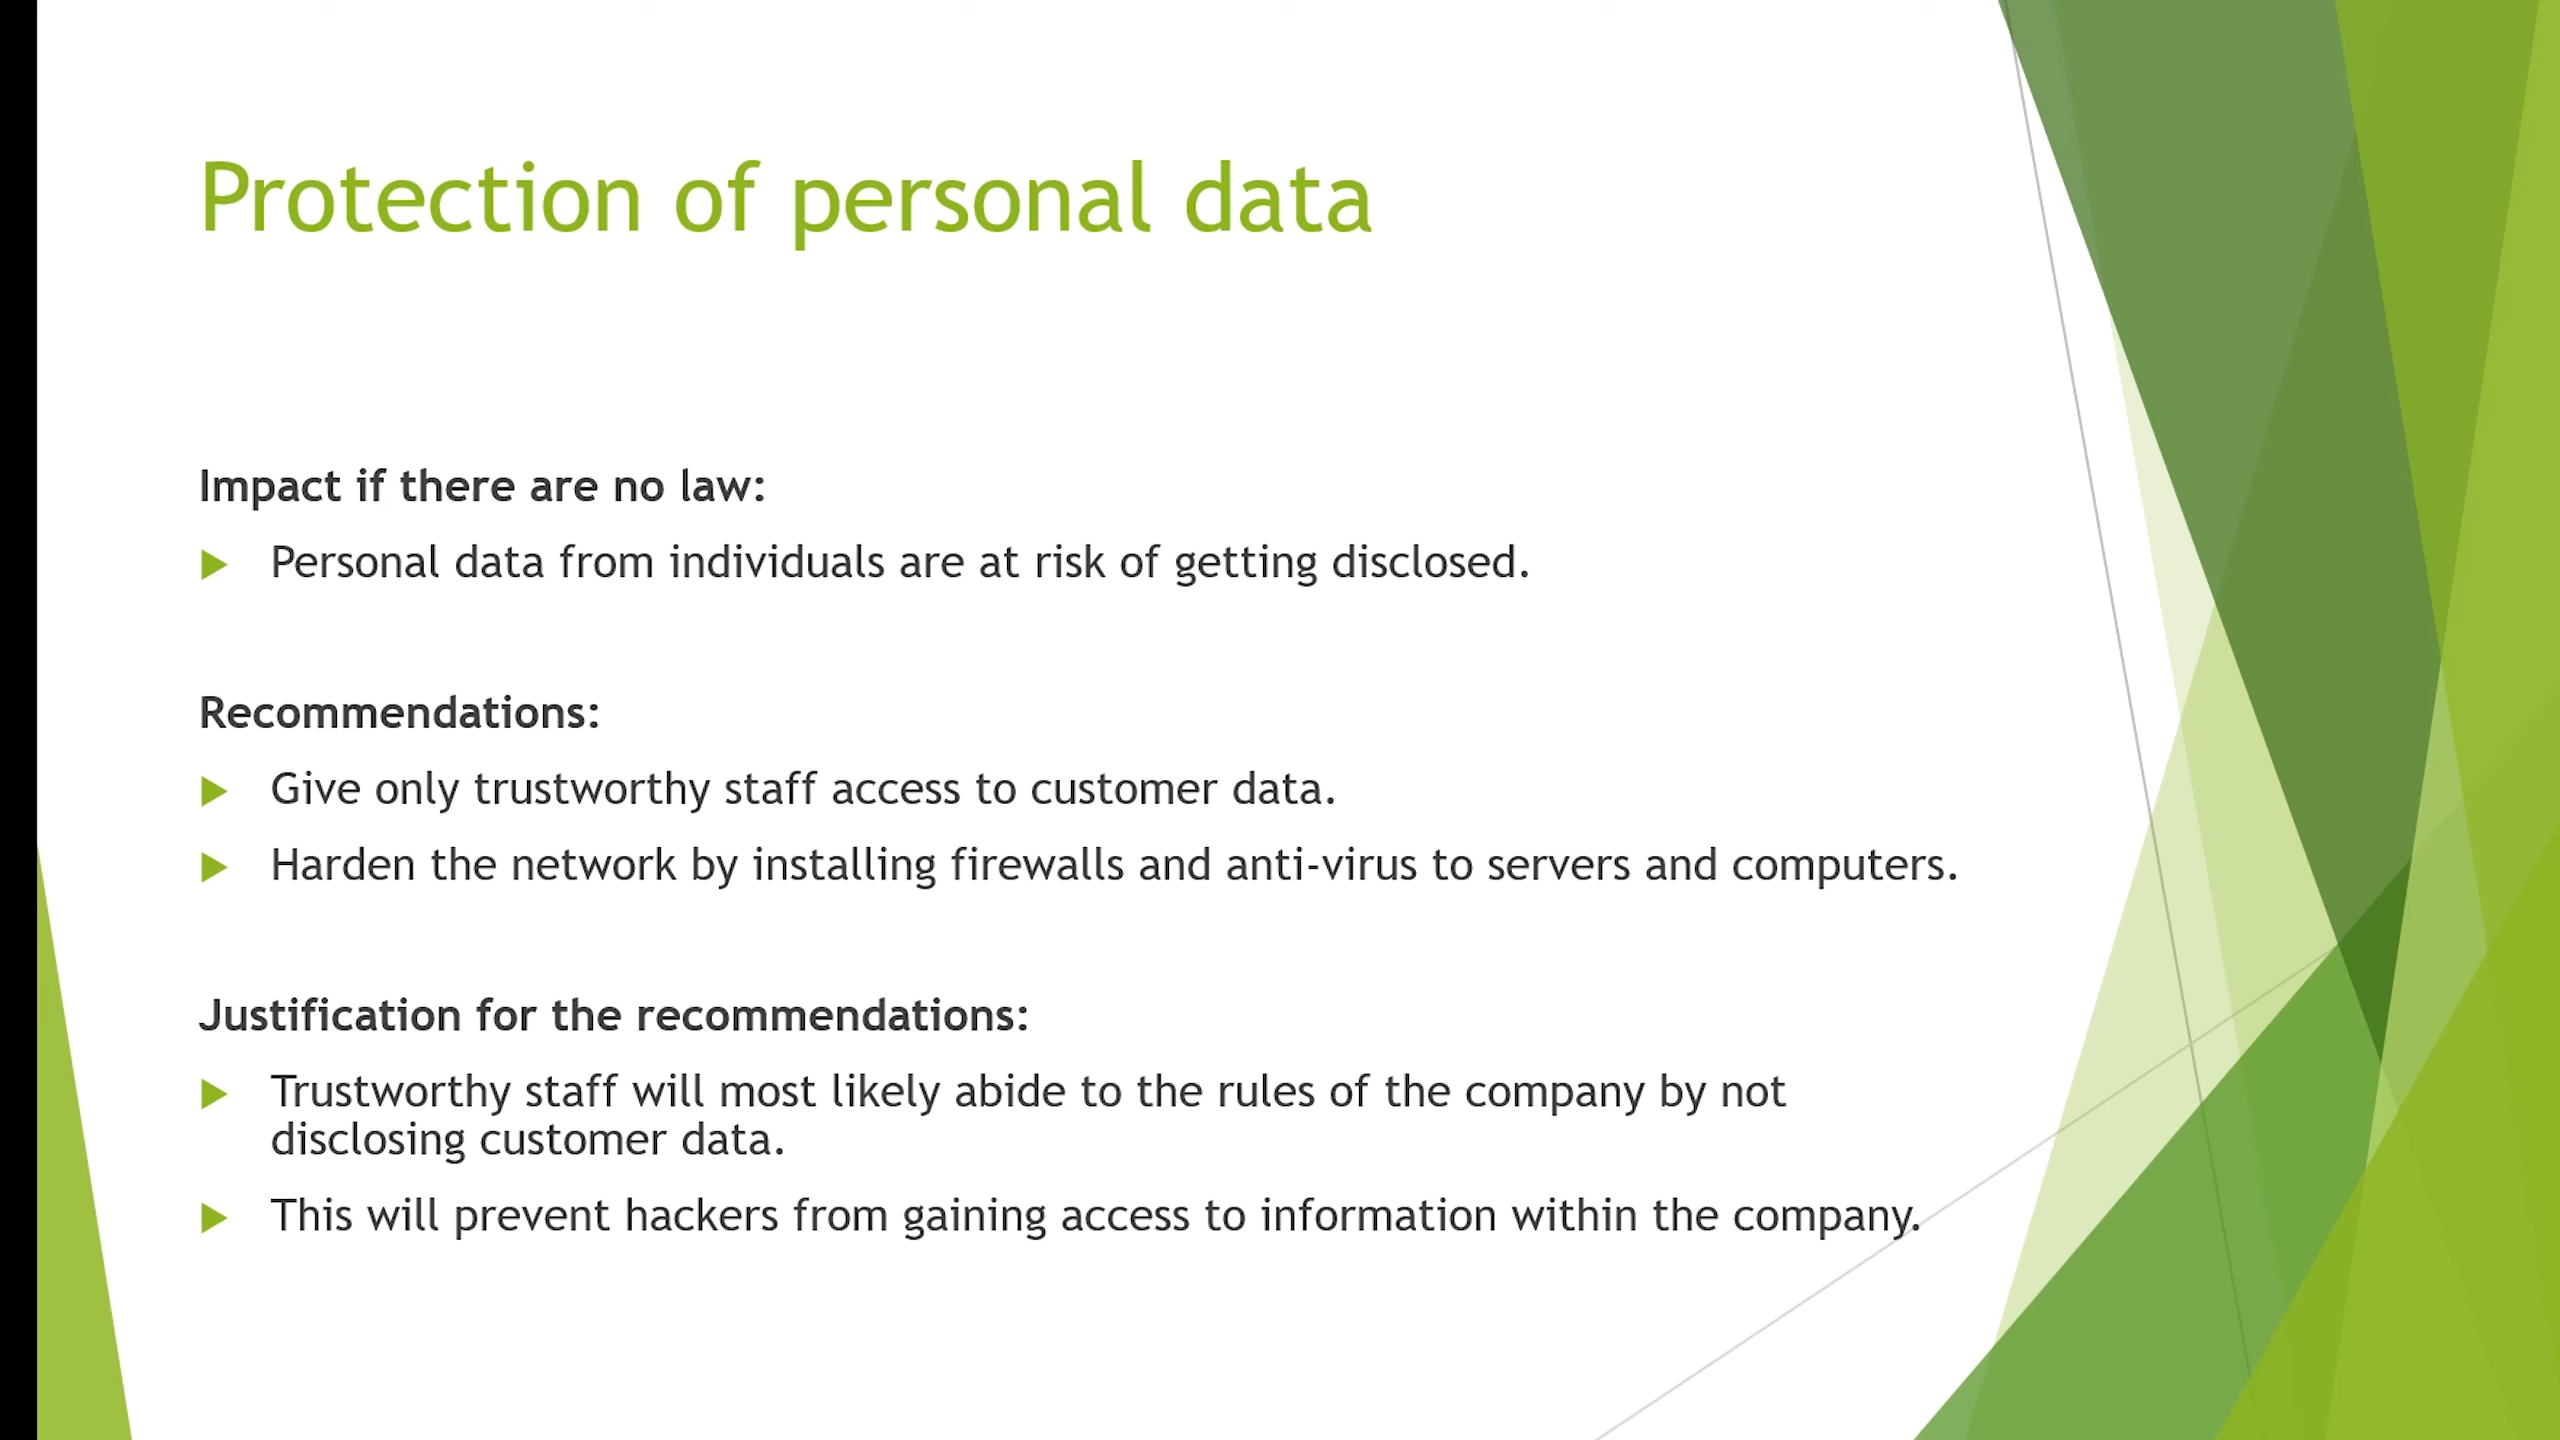 Protection of personal data
Impact if there are no law:
Personal data from individuals are at risk of getting disclosed.
Recommendations:
Give only trustworthy staff access to customer data.
Harden the network by installing firewalls and anti-virus to servers and computers.
Justification for the recommendations:
Trustworthy staff will most likely abide to the rules of the company by not
disclosing customer data.
This will prevent hackers from gaining access to information within the company.